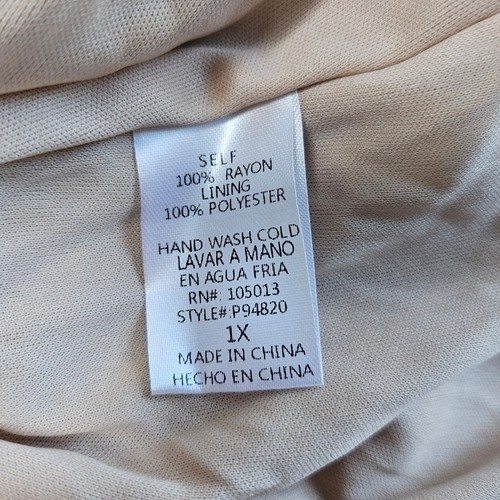 SELF
100% RAYON
LINING
100% POLYESTER
HAND WASH COLD
LAVAR A MANO
EN AGUA FRIA
RN#: 105013
STYLE#:P94820
1X
MADE IN CHINA
HECHO EN CHINA